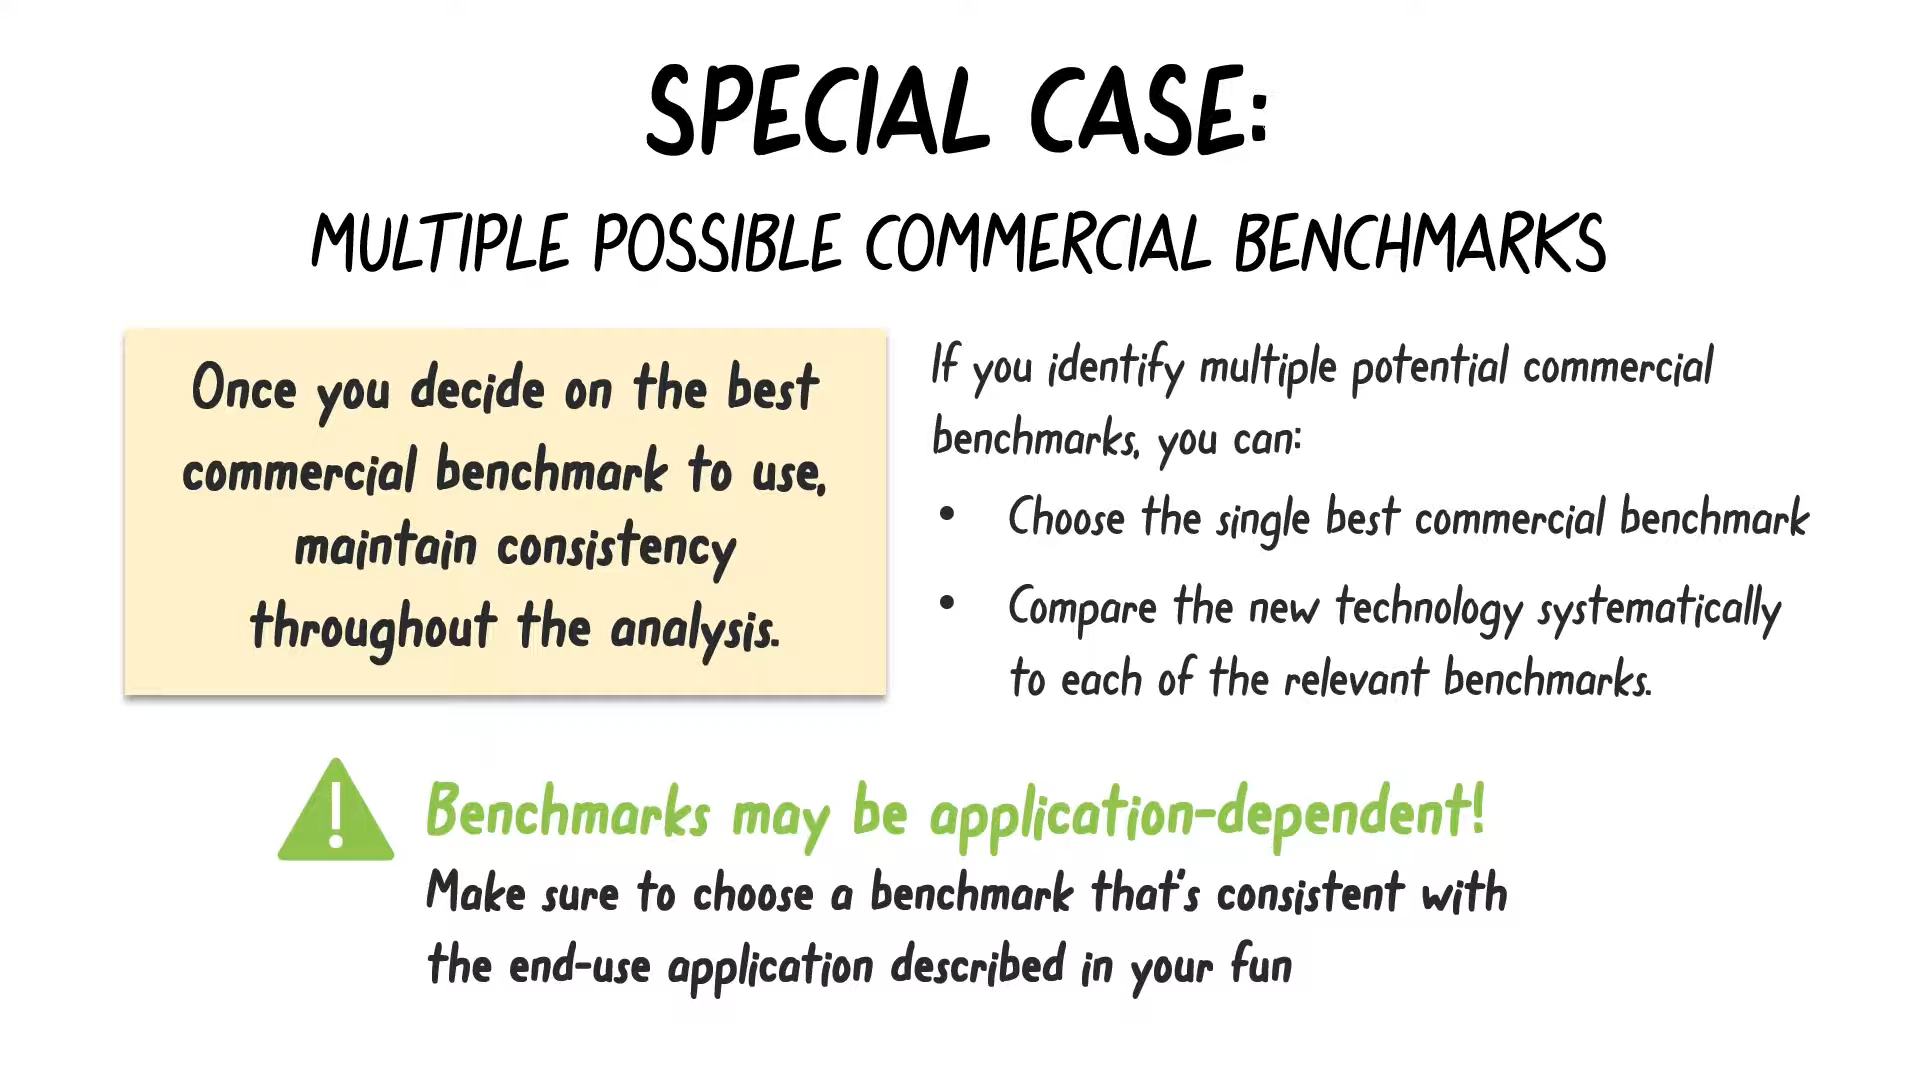 SPECIAL CASE:
MULTIPLE POSSIBLE COMMERCIAL BENCHMARKS
Once you decide on the best
commercial benchmark to use,
maintain consistency
throughout the analysis.
If you identify multiple potential commercial
benchmarks, you can:
• Choose the single best commercial benchmark
• Compare the new technology systematically
to each of the relevant benchmarks.
Benchmarks may be application-dependent!
Make sure to choose a benchmark that's consistent with
the end-use application described in your fun